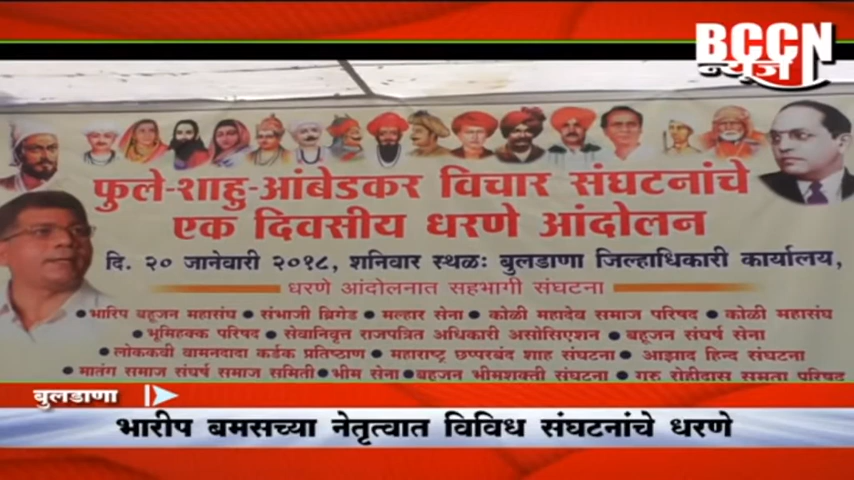 BCCN
न्यूज
फुले-शाहु-आंबेडकर विचार संघटनांचे
एक दिवसीय धरणे आंदोलन
दि. २० जानेवारी २०१८, शनिवार स्थळः बुलडाणा जिल्हाधिकारी कार्यालय,
धरणे आंदोलनात सहभागी संघटना
• भारिप बहूजन महासंघ • संभाजी ब्रिगेड • मल्हार सेना • कोळी महादेव समाज परिषद • कोळी महासंघ
• भूमिहक्क परिषद • सेवानिवृत्त राजपत्रित अधिकारी असोसिएशन • बहूजन संघर्ष सेना
• लोककवी वामनदादा कर्डक प्रतिष्ठाण • महाराष्ट्र छप्परबंद शाह संघटना • आझाद हिन्द संघटना
• मातंग समाज संघर्ष समाज समिती • भीम सेना • बहूजन भीमशक्ती संघटना • गुरु रोहीदास समता परिषद
बुलडाणा
भारीप बमसच्या नेतृत्वात विविध संघटनांचे धरणे